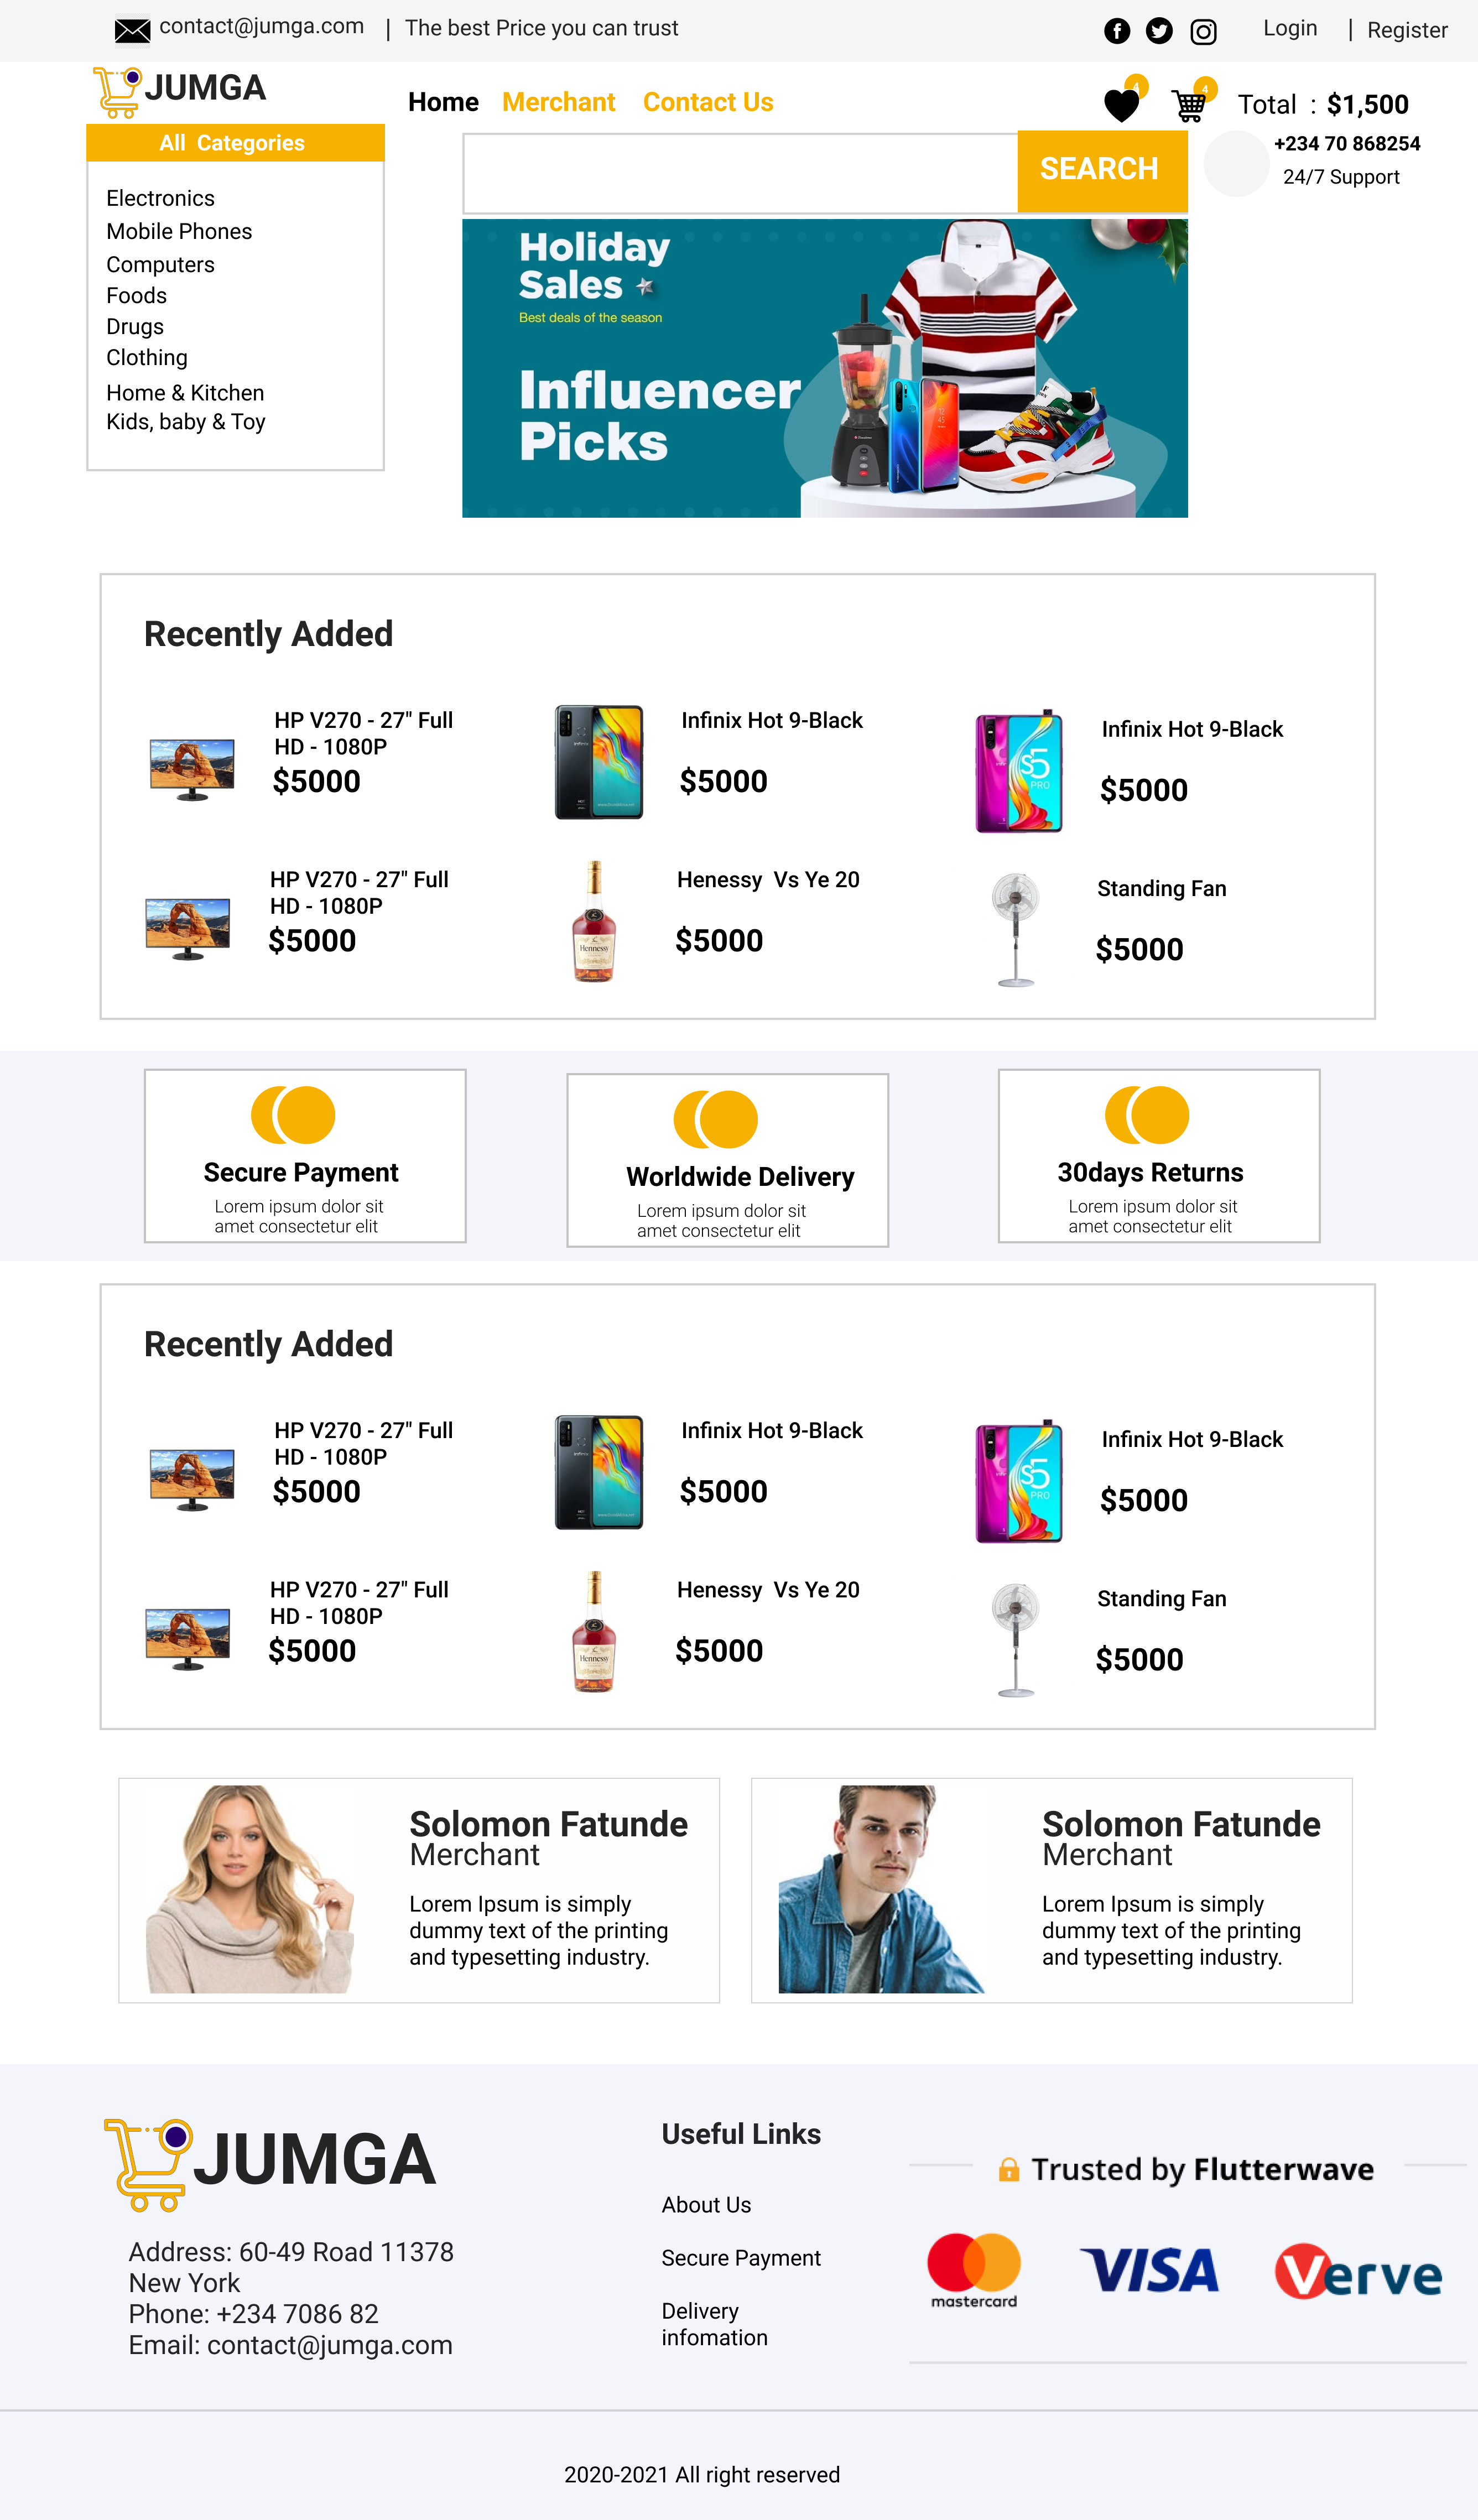 contact@jumga.com | The best Price you can trust
Login | Register
JUMGA
Home Merchant Contact Us
4
4
Total : $1,500
All Categories
+234 70 868254
24/7 Support
SEARCH
Electronics
Mobile Phones
Computers
Foods
Drugs
Clothing
Home & Kitchen
Kids, baby & Toy
Holiday
Sales
Best deals of the season
Influencer
Picks
Recently Added
HP V270 - 27" Full
HD - 1080P
$5000
Infinix Hot 9-Black
$5000
S5
PRO
Infinix Hot 9-Black
$5000
HP V270 - 27" Full
HD - 1080P
$5000
Hennessy
Henessy Vs Ye 20
$5000
Standing Fan
$5000
Secure Payment
Lorem ipsum dolor sit
amet consectetur elit
Worldwide Delivery
Lorem ipsum dolor sit
amet consectetur elit
30days Returns
Lorem ipsum dolor sit
amet consectetur elit
Recently Added
HP V270 - 27" Full
HD - 1080P
$5000
Infinix Hot 9-Black
$5000
S5
PRO
Infinix Hot 9-Black
$5000
HP V270 - 27" Full
HD - 1080P
$5000
Hennessy
Henessy Vs Ye 20
$5000
Standing Fan
$5000
Solomon Fatunde
Merchant
Lorem Ipsum is simply
dummy text of the printing
and typesetting industry.
Solomon Fatunde
Merchant
Lorem Ipsum is simply
dummy text of the printing
and typesetting industry.
JUMGA
Address: 60-49 Road 11378
New York
Phone: +234 7086 82
Email: contact@jumga.com
Useful Links
About Us
Secure Payment
Delivery
infomation
Trusted by Flutterwave
mastercard
VISA
Verve
2020-2021 All right reserved